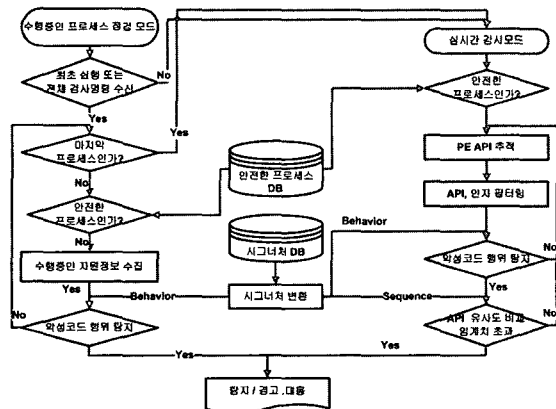 수행중인 프로세스 점검 모드
실시간 감시모드
최초 실행 또는
전체 검사명령 수신
No
Yes
Yes
안전한
프로세스인가?
마지막
프로세스인가?
No
No
PE API 추적
안전한 프로세스
DB
안전한
프로세스인가?
API, 인자 필터링
No
Behavior
시그너처 DB
수행중인 자원정보 수집
악성코드 행위 탐지
No
Yes
Behavior
시그너처 변환
Sequence
Yes
No
No
악성코드 행위 탐지
API 유사도 비교
임계치 초과
Yes
Yes
탐지 / 경고 ,대응